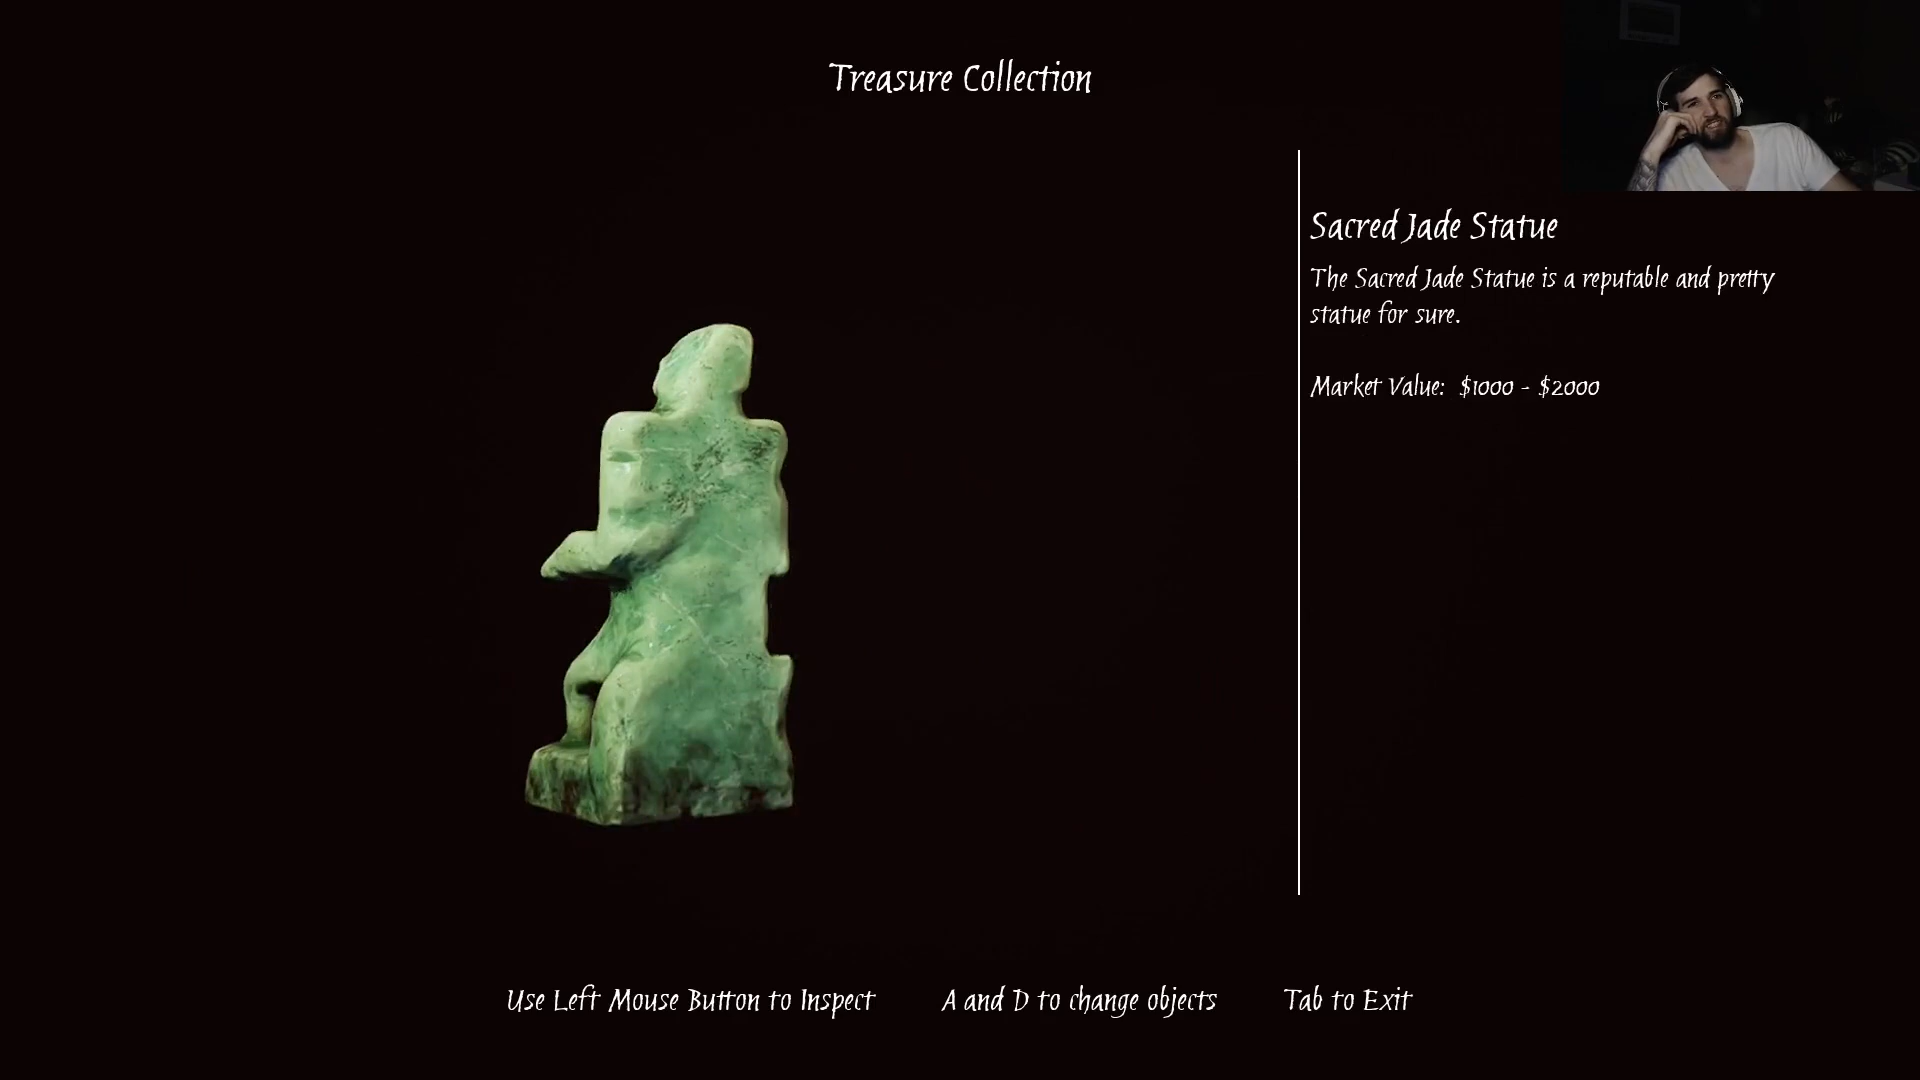 Treasure Collection
Sacred Jade Statue
The Sacred Jade Statue is a reputable and pretty
statue for sure.
Market Value: $1000 - $2000
Use Left Mouse Button to Inspect
A and D to change objects
Tab to Exit